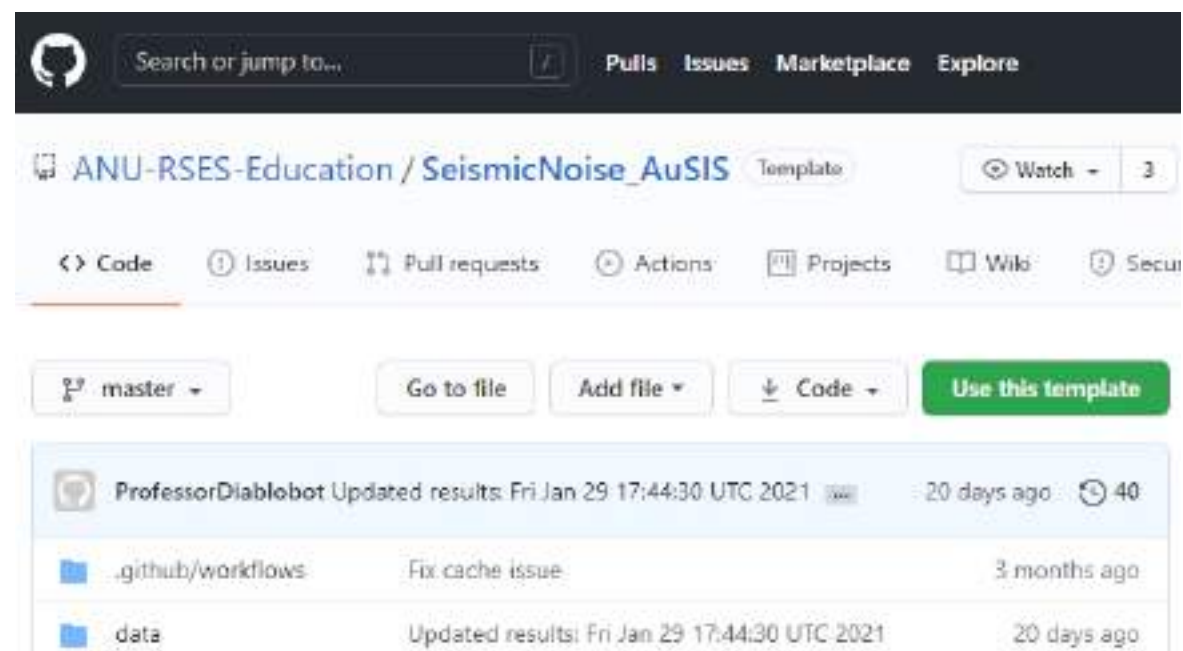 Search or jump to... / Pulls Issues Marketplace Explore
ANU-RSES-Education / SeismicNoise_AuSIS Template Watch 3
Code Issues Pull requests Actions Projects Wiki Secur
master Go to file Add file Code Use this template
ProfessorDiablobot Updated results: Fri Jan 29 17:44:30 UTC 2021 ... 20 days ago 40
.github/workflows Fix cache issue 3 months ago
data Updated results: Fri Jan 29 17:44:30 UTC 2021 20 days ago